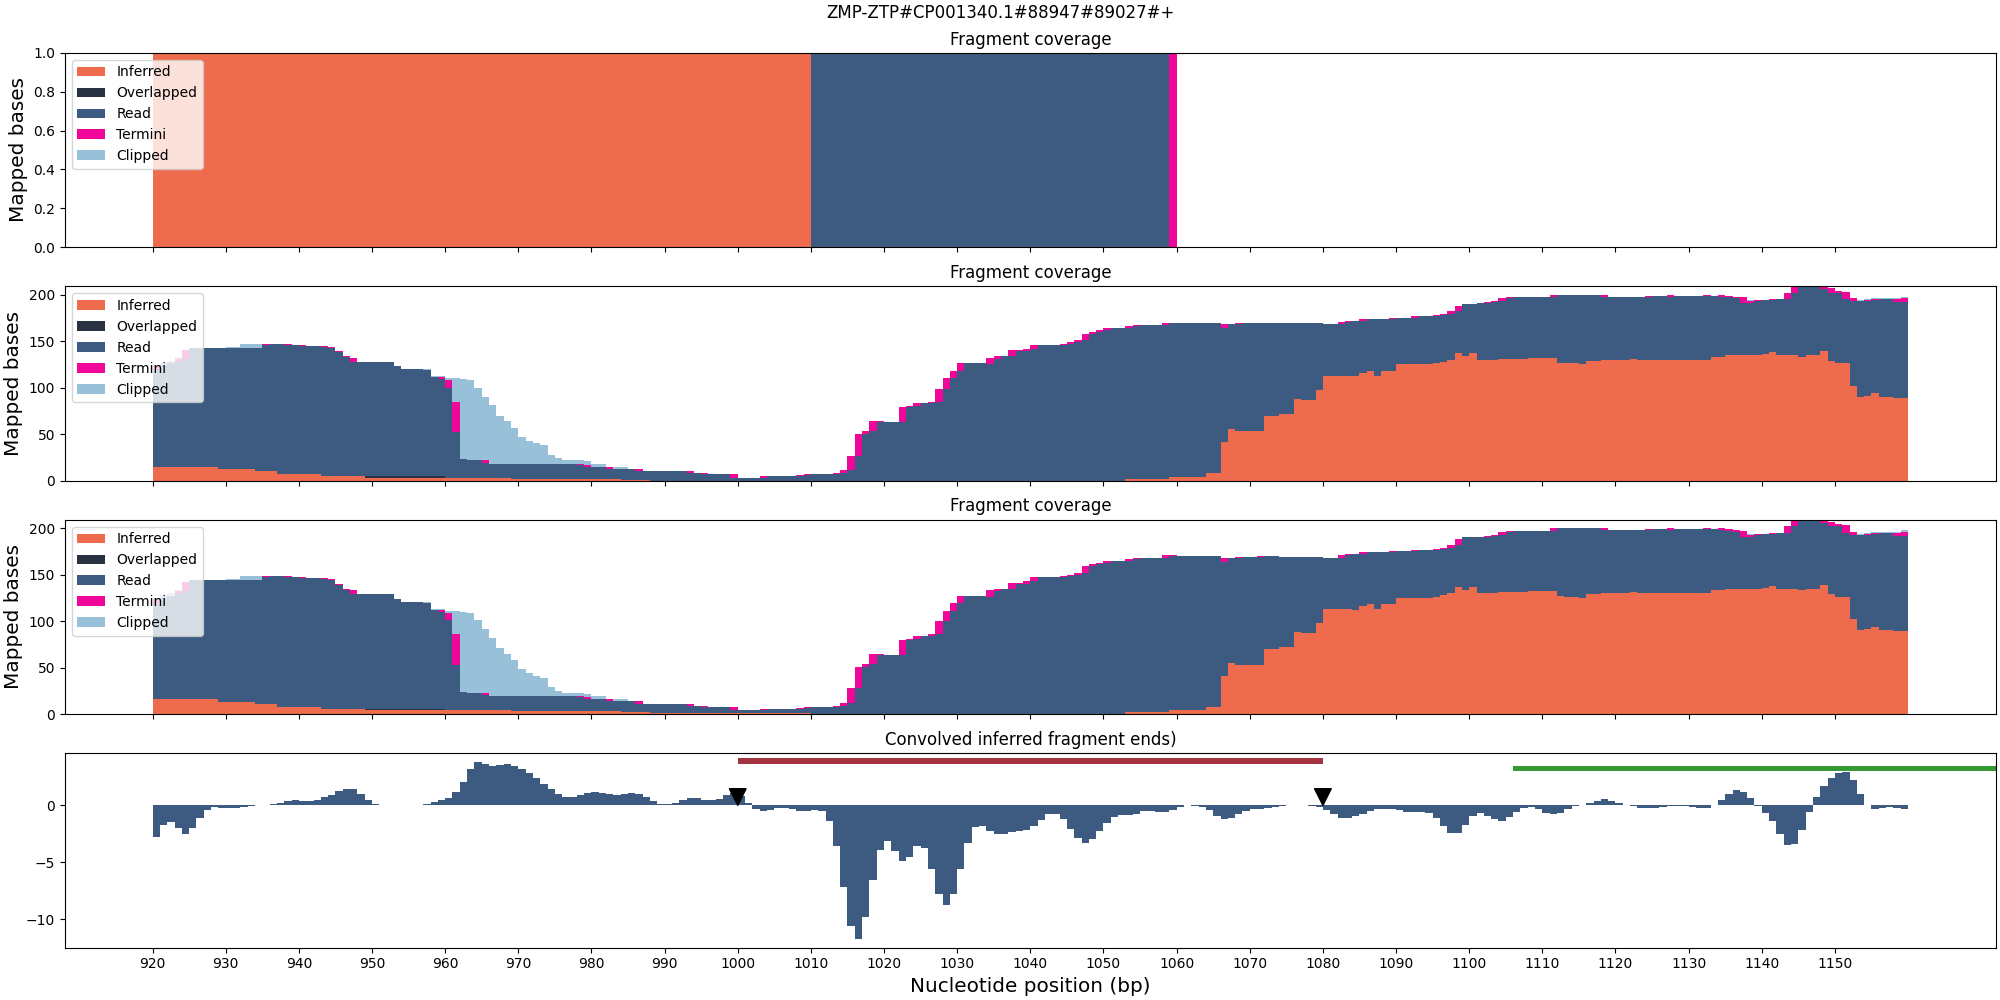 ZMP-ZTP#CP001340.1#88947#89027#+
Fragment coverage
Mapped bases
1.0
0.8
0.6
0.4
0.2
0.0
Inferred
Overlapped
Read
Termini
Clipped
Fragment coverage
Mapped bases
200
150
100
50
0
Inferred
Overlapped
Read
Termini
Clipped
Fragment coverage
Mapped bases
200
150
100
50
0
Inferred
Overlapped
Read
Termini
Clipped
Convolved inferred fragment ends)
0
−5
−10
920 930 940 950 960 970 980 990 1000 1010 1020 1030 1040 1050 1060 1070 1080 1090 1100 1110 1120 1130 1140 1150
Nucleotide position (bp)